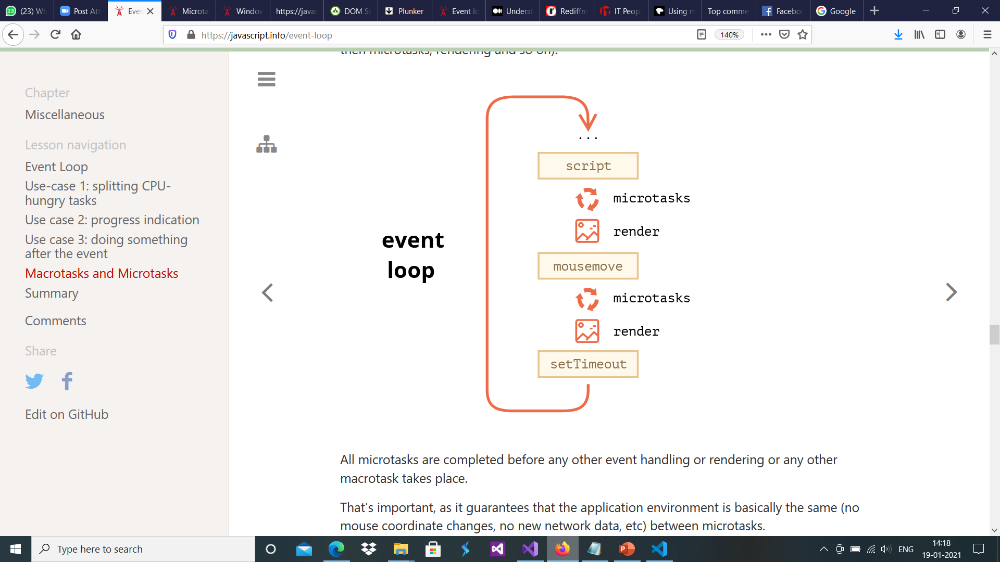 (23) Wh
Post Att
Even
Microta
Window
https://javas
DOM St
Plunker
Event lo
Underst
Rediffm
IT Peopl
Using m
Top comme
Faceboo
Google
https://javascript.info/event-loop
140%
then microtasks, rendering and so on).
Chapter
Miscellaneous
Lesson navigation
Event Loop
Use-case 1: splitting CPU-
hungry tasks
Use case 2: progress indication
Use case 3: doing something
after the event
Macrotasks and Microtasks
Summary
Comments
Share
Edit on GitHub
event
loop
...
script
microtasks
render
mousemove
microtasks
render
setTimeout
All microtasks are completed before any other event handling or rendering or any other
macrotask takes place.
That’s important, as it guarantees that the application environment is basically the same (no
mouse coordinate changes, no new network data, etc) between microtasks.
Type here to search
ENG
14:18
19-01-2021